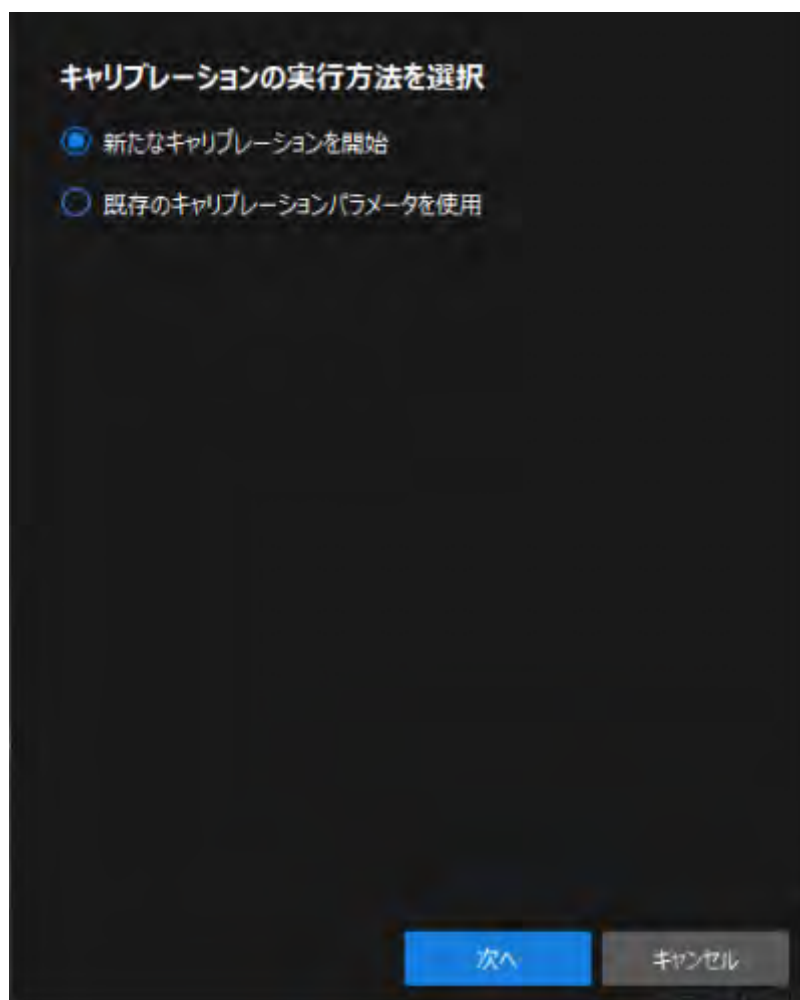 キャリブレーションの実行方法を選択
新たなキャリブレーションを開始
既存のキャリブレーションパラメータを使用
次へ
キャンセル